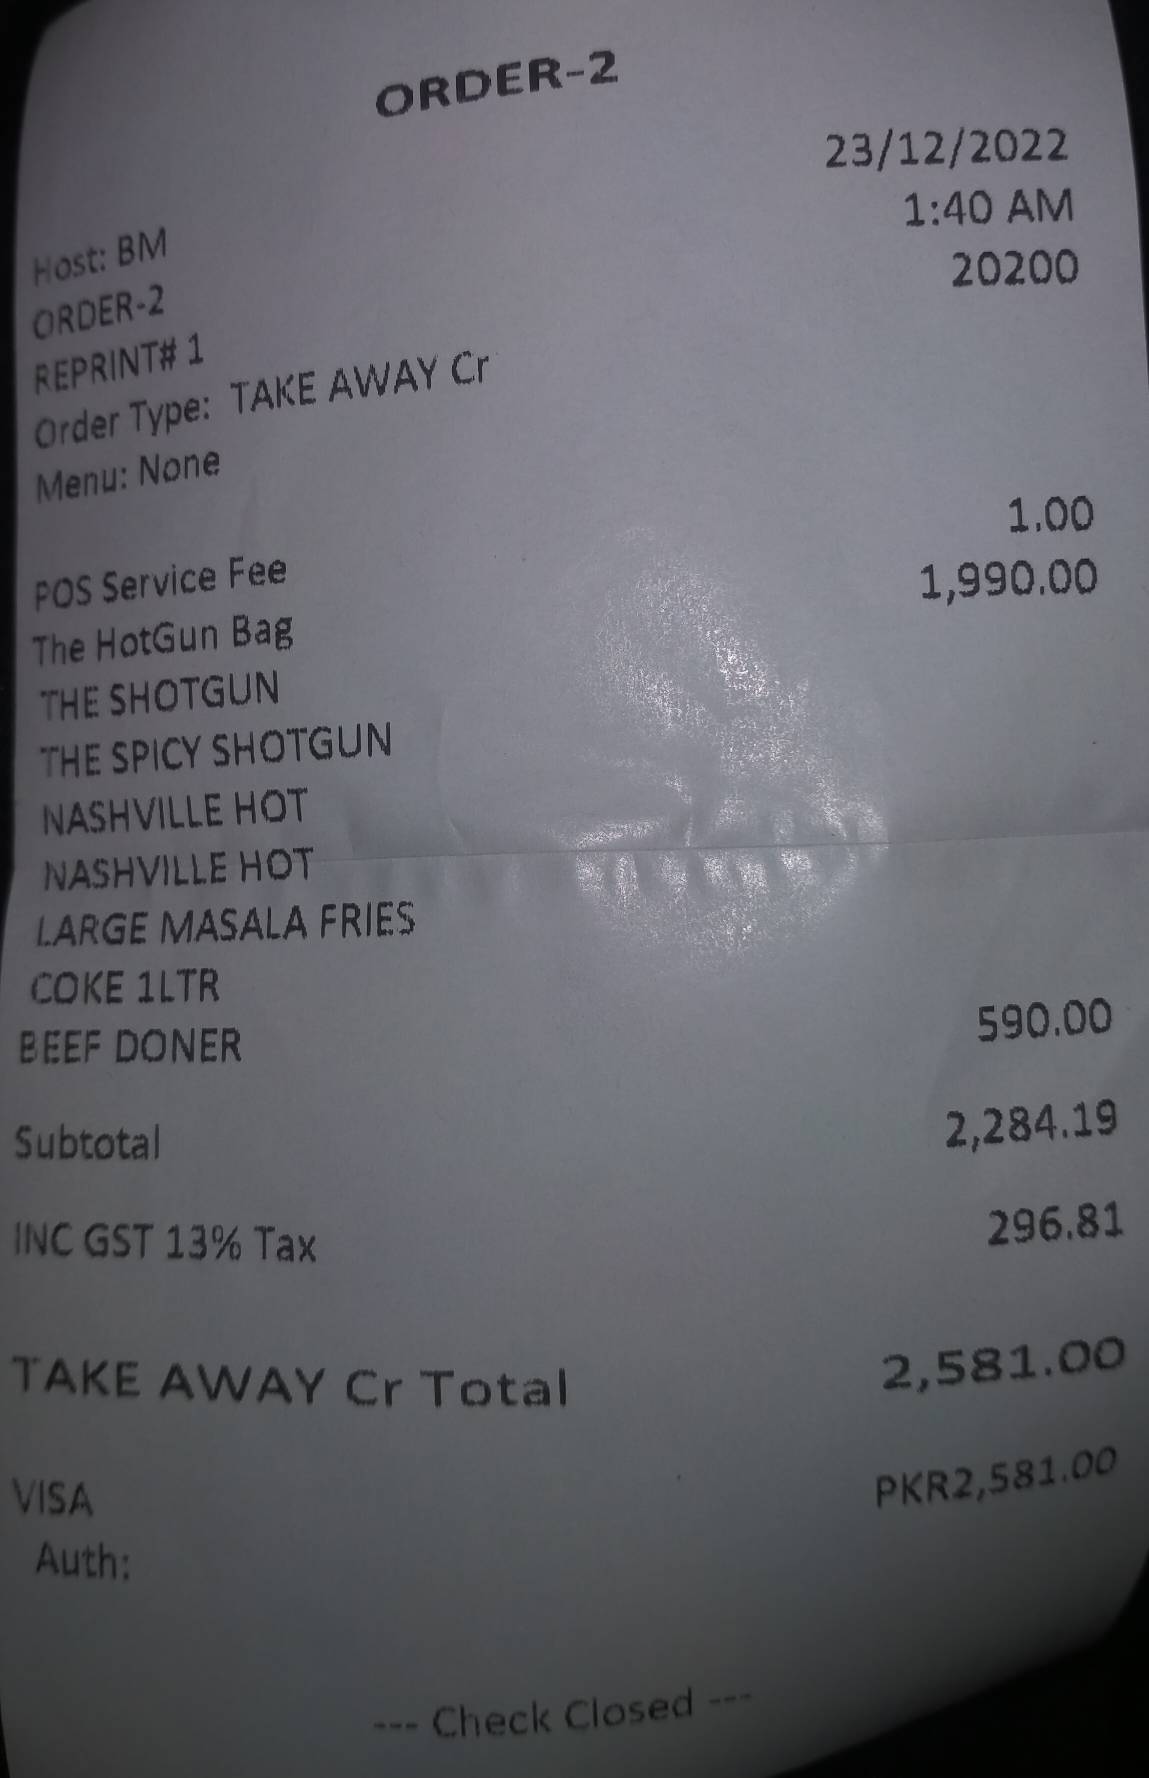 ORDER-2
23/12/2022
Host: BM 1:40 AM
ORDER-2 20200
REPRINT# 1
Order Type: TAKE AWAY Cr
Menu: None
POS Service Fee 1.00
The HotGun Bag 1,990.00
THE SHOTGUN
THE SPICY SHOTGUN
NASHVILLE HOT
NASHVILLE HOT
LARGE MASALA FRIES
COKE 1LTR
BEEF DONER 590.00
Subtotal 2,284.19
INC GST 13% Tax 296.81
TAKE AWAY Cr Total 2,581.00
VISA PKR2,581.00
Auth:
--- Check Closed ---